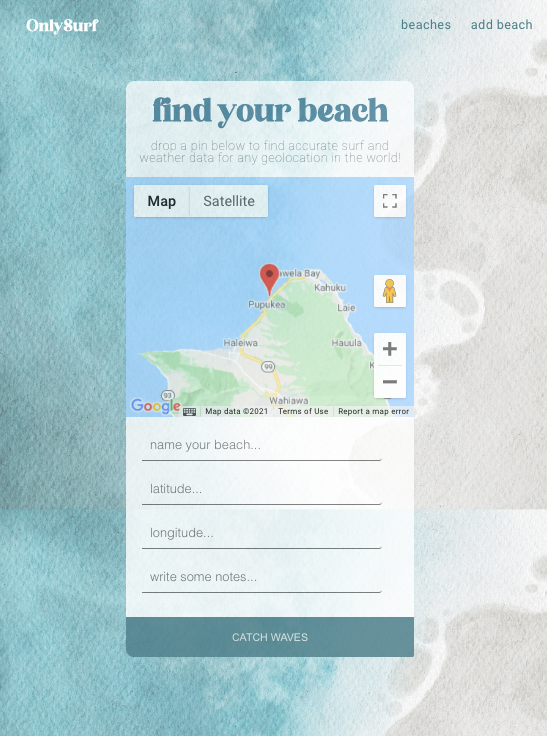 OnlySurf
beaches add beach
find your beach
drop a pin below to find accurate surf and
weather data for any geolocation in the world!
Map Satellite
awela Bay
Kahuku
Pupukea
Laie
Haleiwa
Hauula
99
K
93
Wahiawa
Google Map data ©2021 Terms of Use Report a map error
name your beach...
latitude...
longitude...
write some notes...
CATCH WAVES